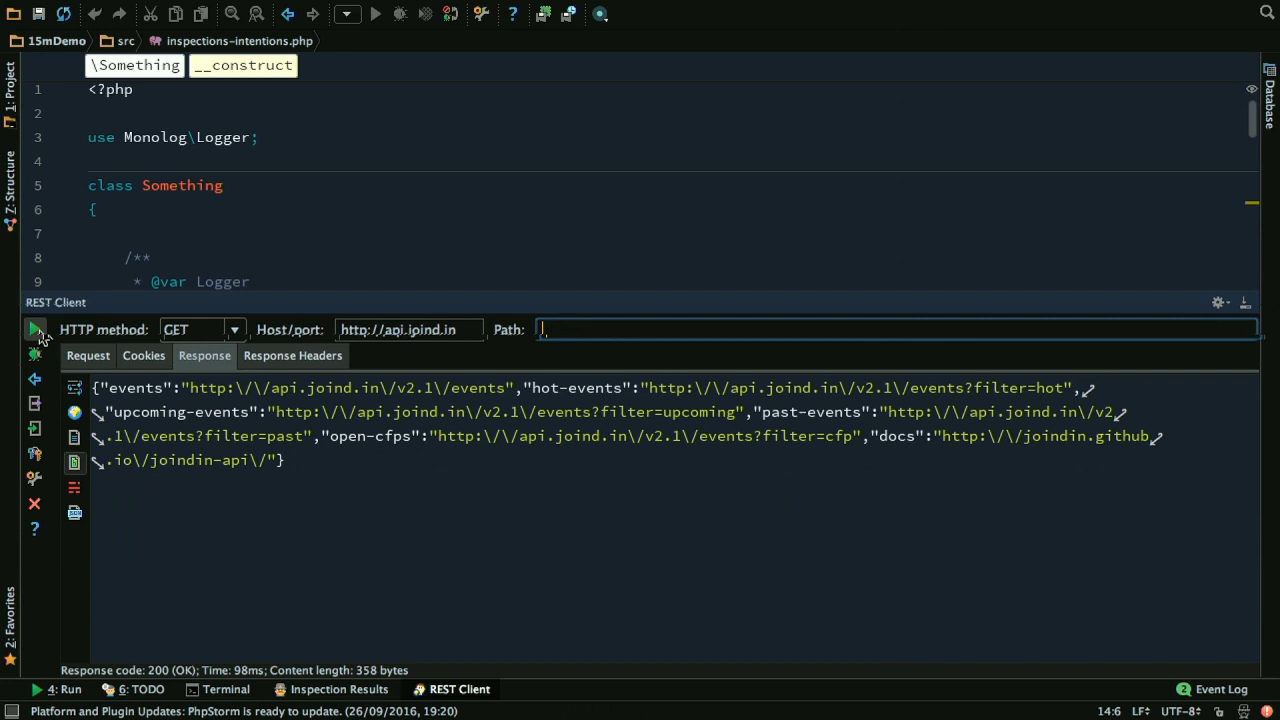 15mDemo src inspections-intentions.php
\Something __construct
1 <?php
2
3 use Monolog\Logger;
4
5 class Something
6 {
7
8 /**
9 * @var Logger
1: Project
Z: Structure
2: Favorites
Database
REST Client
HTTP method: GET Host/port: http://api.joind.in Path:
Request Cookies Response Response Headers
{"events":"http:\/\/api.joind.in\/v2.1\/events","hot-events":"http:\/\/api.joind.in\/v2.1\/events?filter=hot",
"upcoming-events":"http:\/\/api.joind.in\/v2.1\/events?filter=upcoming","past-events":"http:\/\/api.joind.in\/v2
.1\/events?filter=past","open-cfps":"http:\/\/api.joind.in\/v2.1\/events?filter=cfp","docs":"http:\/\/joindin.github
.io\/joindin-api\/"}
Response code: 200 (OK); Time: 98ms; Content length: 358 bytes
4: Run 6: TODO Terminal Inspection Results REST Client 2 Event Log
Platform and Plugin Updates: PhpStorm is ready to update. (26/09/2016, 19:20) 14:6 LF UTF-8